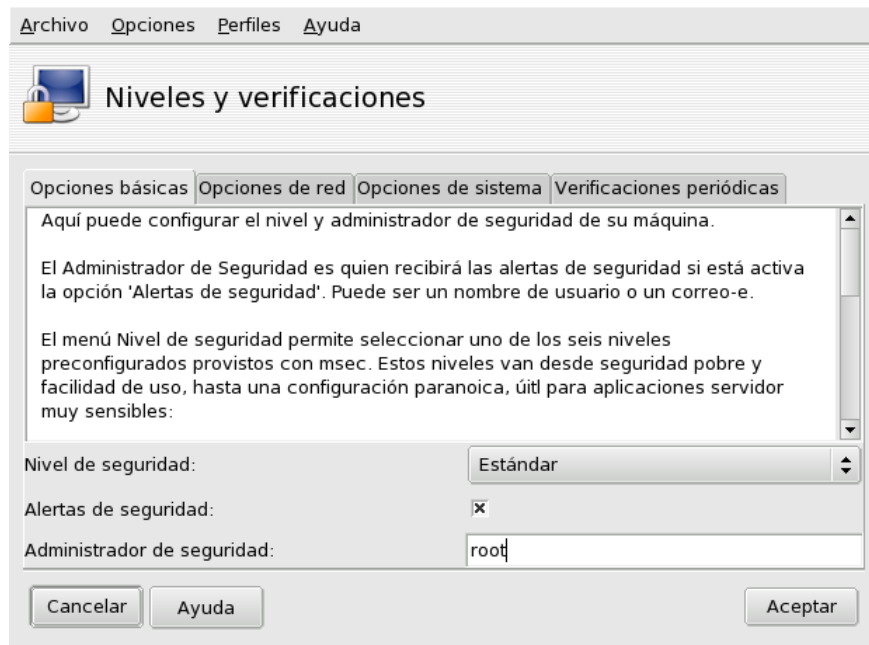 Archivo Opciones Perfiles Ayuda
Niveles y verificaciones
Opciones básicas Opciones de red Opciones de sistema Verificaciones periódicas
Aquí puede configurar el nivel y administrador de seguridad de su máquina.
El Administrador de Seguridad es quien recibirá las alertas de seguridad si está activa
la opción 'Alertas de seguridad'. Puede ser un nombre de usuario o un correo-e.
El menú Nivel de seguridad permite seleccionar uno de los seis niveles
preconfigurados provistos con msec. Estos niveles van desde seguridad pobre y
facilidad de uso, hasta una configuración paranoica, úitl para aplicaciones servidor
muy sensibles:
Nivel de seguridad: Estándar
Alertas de seguridad:
Administrador de seguridad: root
Cancelar Ayuda Aceptar